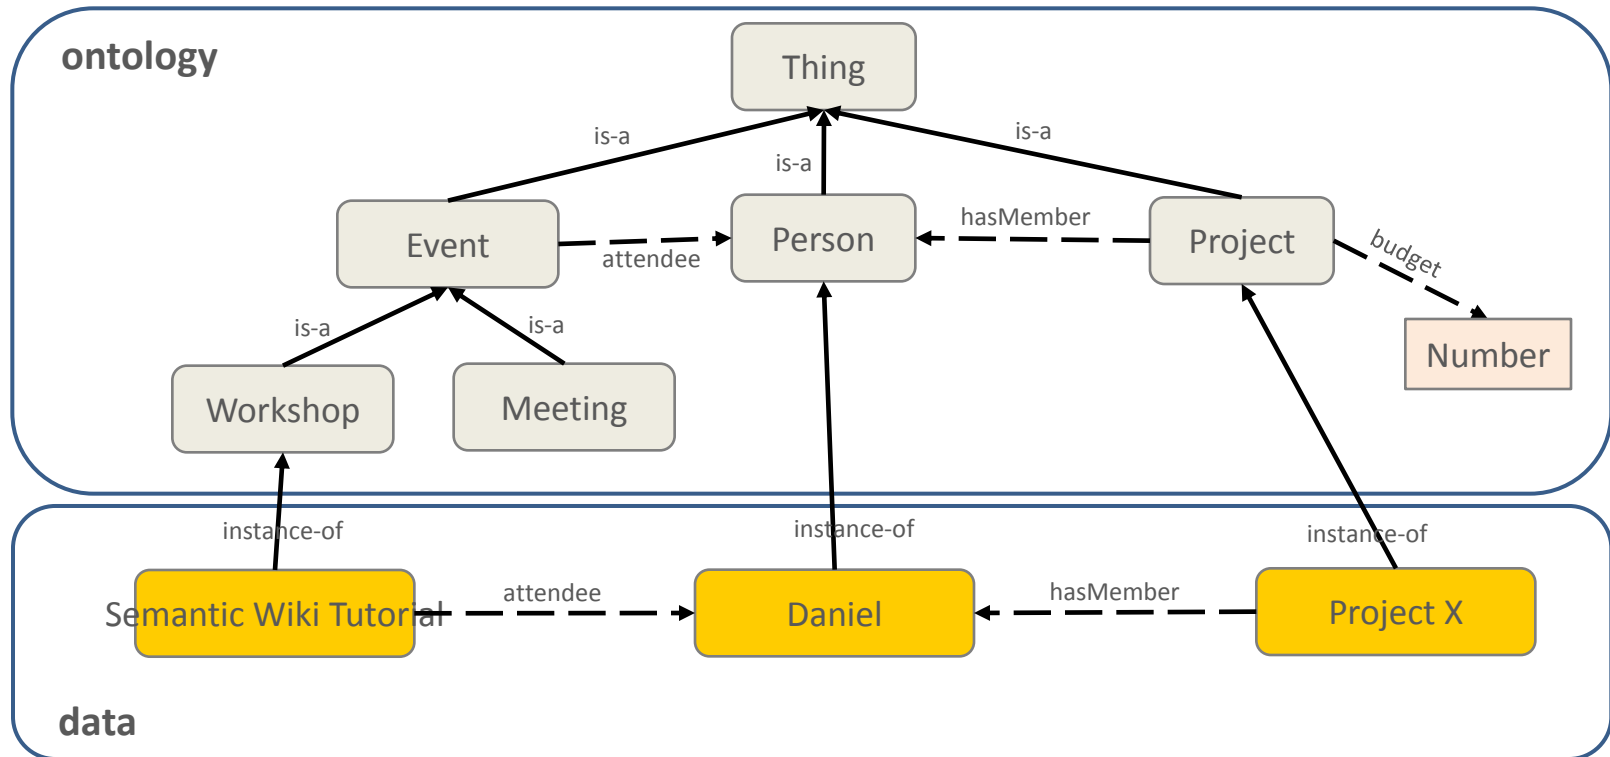 ontology
Thing
is-a
is-a
is-a
Event
attendee
Person
hasMember
Project
budget
Number
is-a
is-a
Workshop
Meeting
instance-of
instance-of
instance-of
Semantic Wiki Tutorial
attendee
Daniel
hasMember
Project X
data